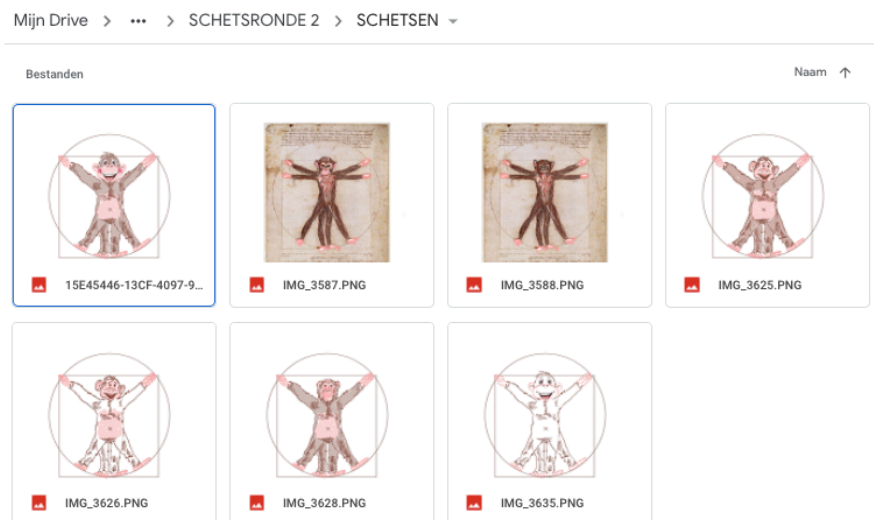 Mijn Drive > ••• > SCHETSRONDE 2 > SCHETSEN
Bestanden
Naam
15E45446-13CF-4097-9...
IMG_3587.PNG
IMG_3588.PNG
IMG_3625.PNG
IMG_3626.PNG
IMG_3628.PNG
IMG_3635.PNG